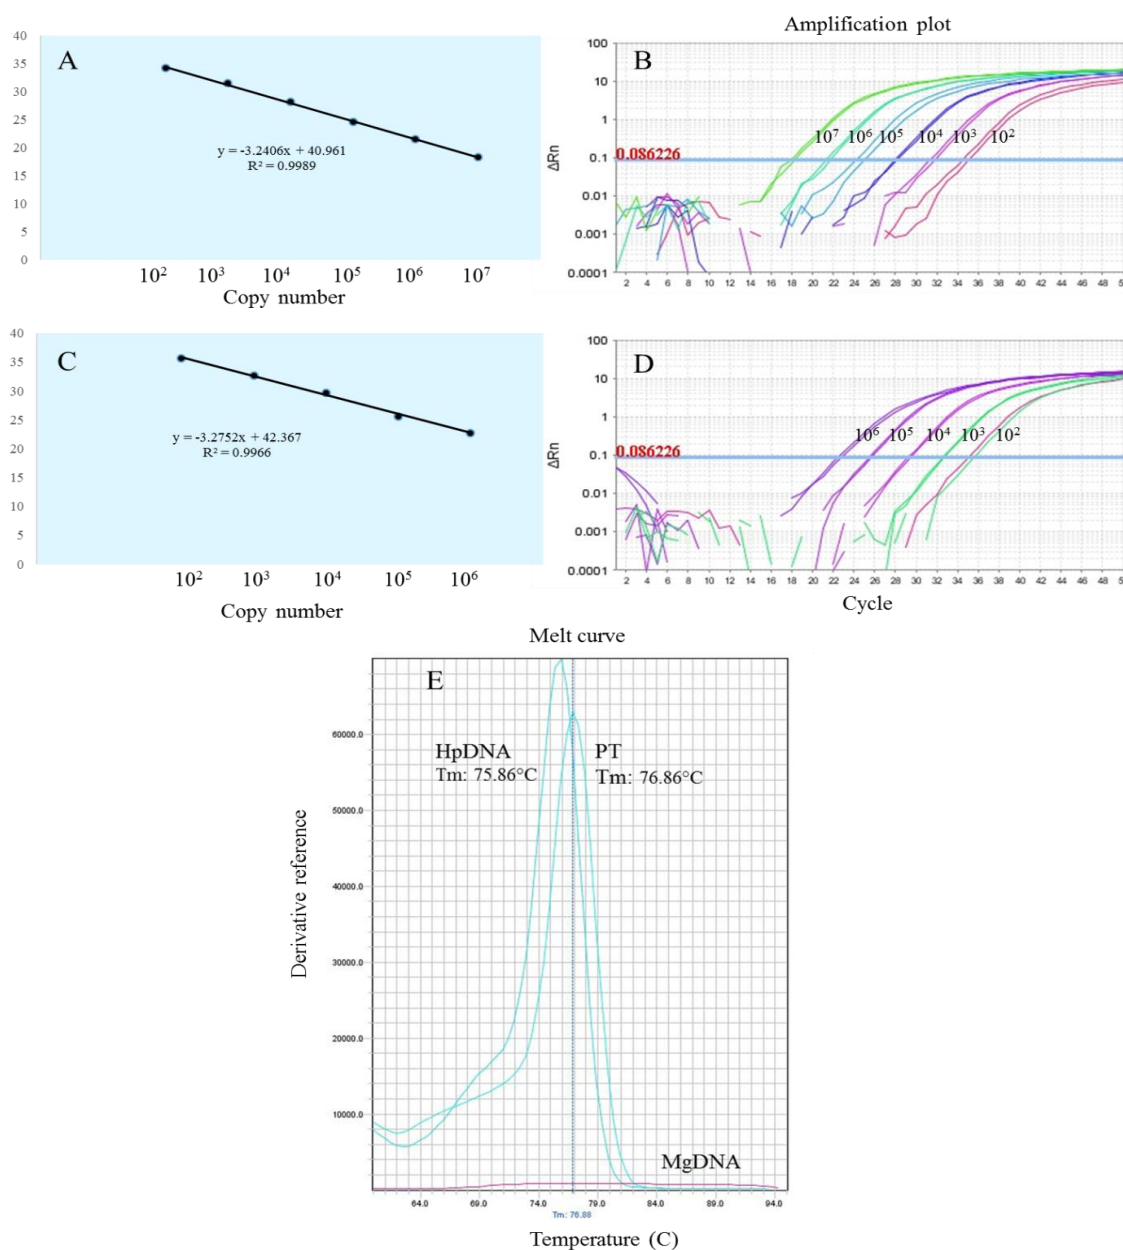 Amplification plot
40
35
30
25
20
15
10
5
0
A
y = -3.2406x + 40.961
R² = 0.9989
10² 10³ 10⁴ 10⁵ 10⁶ 10⁷
Copy number
B
100
10
1
0.1
0.01
0.001
0.0001
ΔRn
0.086226
10⁷ 10⁶ 10⁵ 10⁴ 10³ 10²
2 4 6 8 10 12 14 16 18 20 22 24 26 28 30 32 34 36 38 40 42 44 46 48
40
35
30
25
20
15
10
5
0
C
y = -3.2752x + 42.367
R² = 0.9966
10² 10³ 10⁴ 10⁵ 10⁶
Copy number
D
100
10
1
0.1
0.01
0.001
0.0001
ΔRn
0.086226
10⁶ 10⁵ 10⁴ 10³ 10²
2 4 6 8 10 12 14 16 18 20 22 24 26 28 30 32 34 36 38 40 42 44 46 48
Cycle
Melt curve
E
60000.0
50000.0
40000.0
30000.0
20000.0
10000.0
Derivative reference
HpDNA
Tm: 75.86°C
PT
Tm: 76.86°C
MgDNA
64.0 69.0 74.0 79.0 84.0 89.0 94.0
Tm: 76.88
Temperature (C)